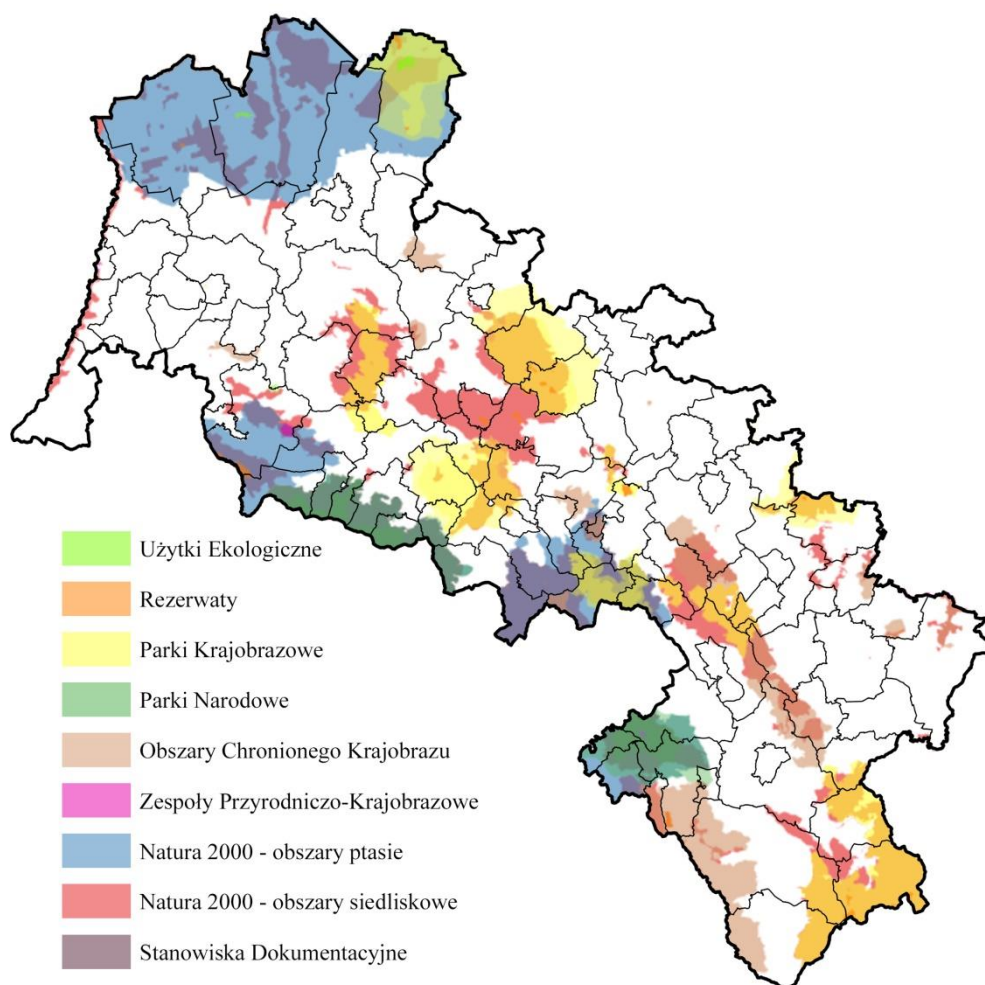 Użytki Ekologiczne
Rezerwaty
Parki Krajobrazowe
Parki Narodowe
Obszary Chronionego Krajobrazu
Zespoły Przyrodniczo-Krajobrazowe
Natura 2000 - obszary ptasie
Natura 2000 - obszary siedliskowe
Stanowiska Dokumentacyjne